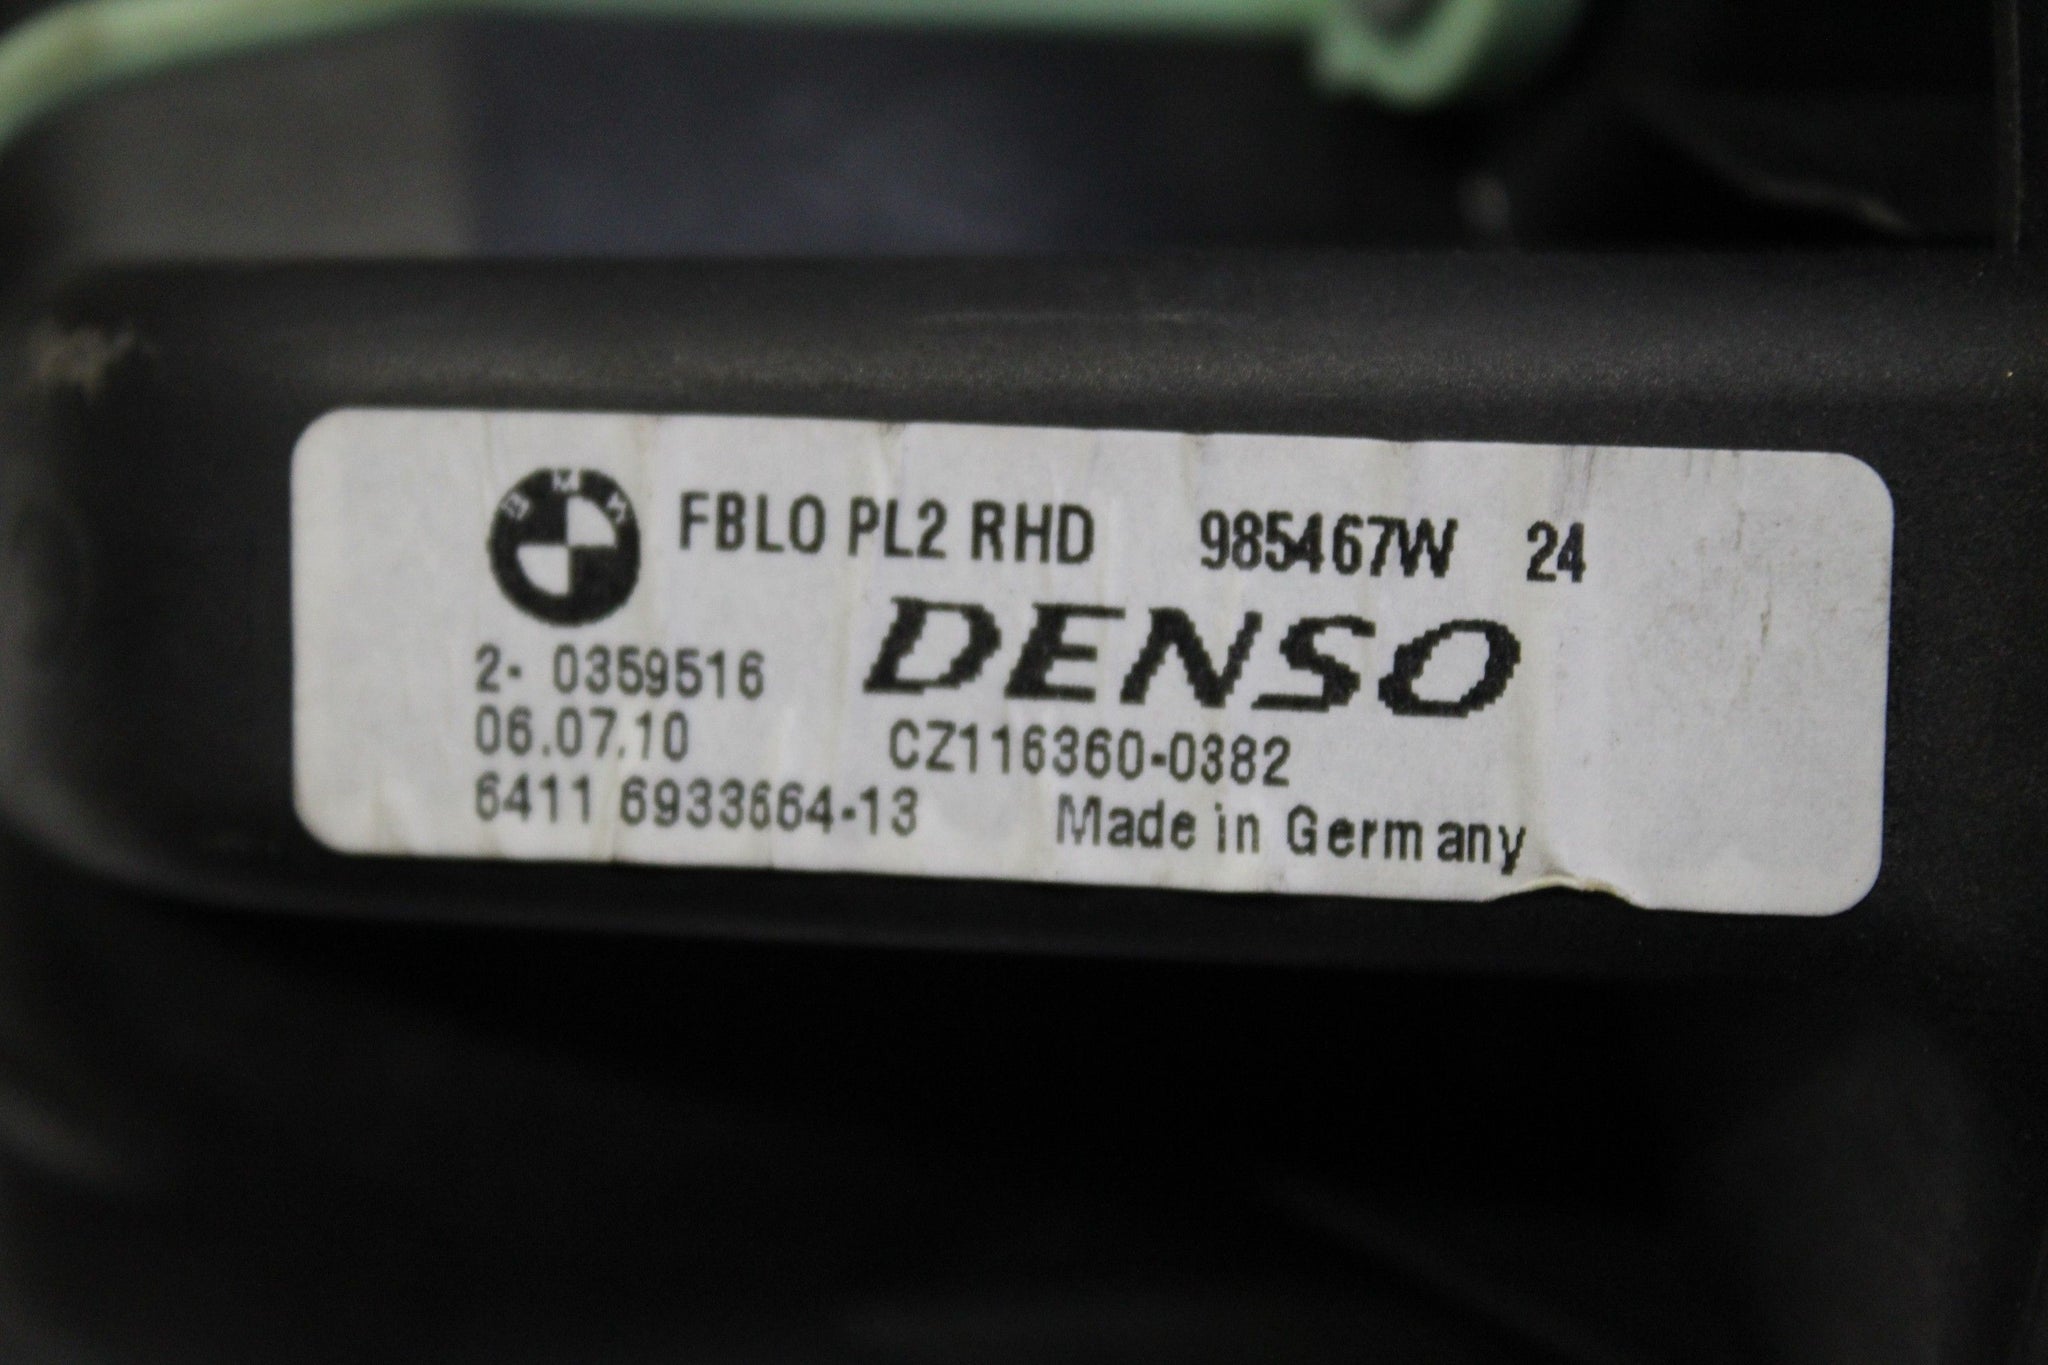 BMW FBLO PL2 RHD 985467W 24
DENSO
2- 0359516
06.07.10 CZ116360-0382
6411 6933664-13 Made in Germany